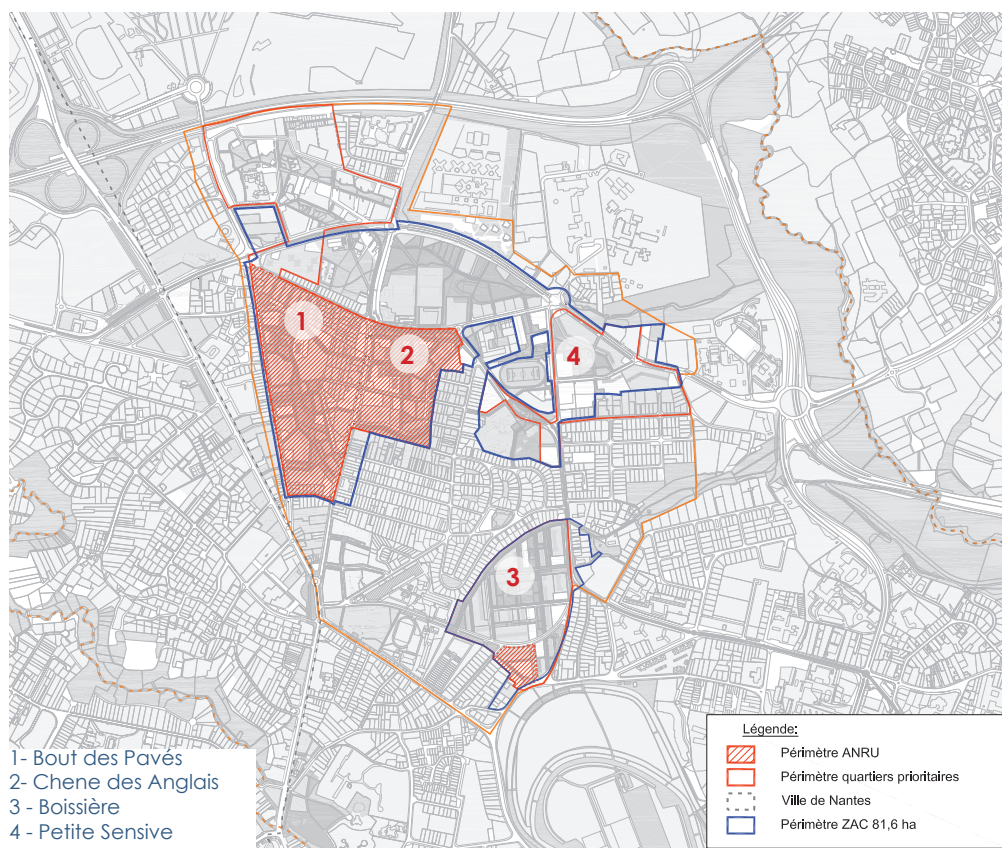 1
2
4
3
1- Bout des Pavés
2- Chene des Anglais
3 - Boissière
4 - Petite Sensive
Légende:
Périmètre ANRU
Périmètre quartiers prioritaires
Ville de Nantes
Périmètre ZAC 81,6 ha